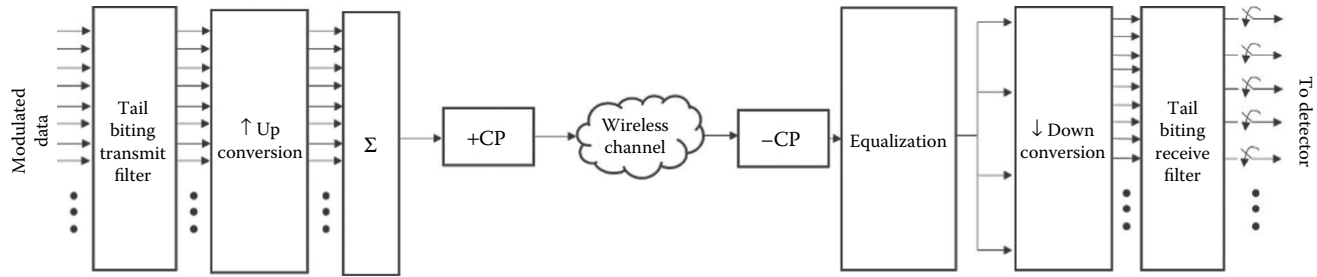 Modulated
data
Tail
biting
transmit
filter
↑ Up
conversion
Σ
+CP
Wireless
channel
−CP
Equalization
↓ Down
conversion
Tail
biting
receive
filter
To detector